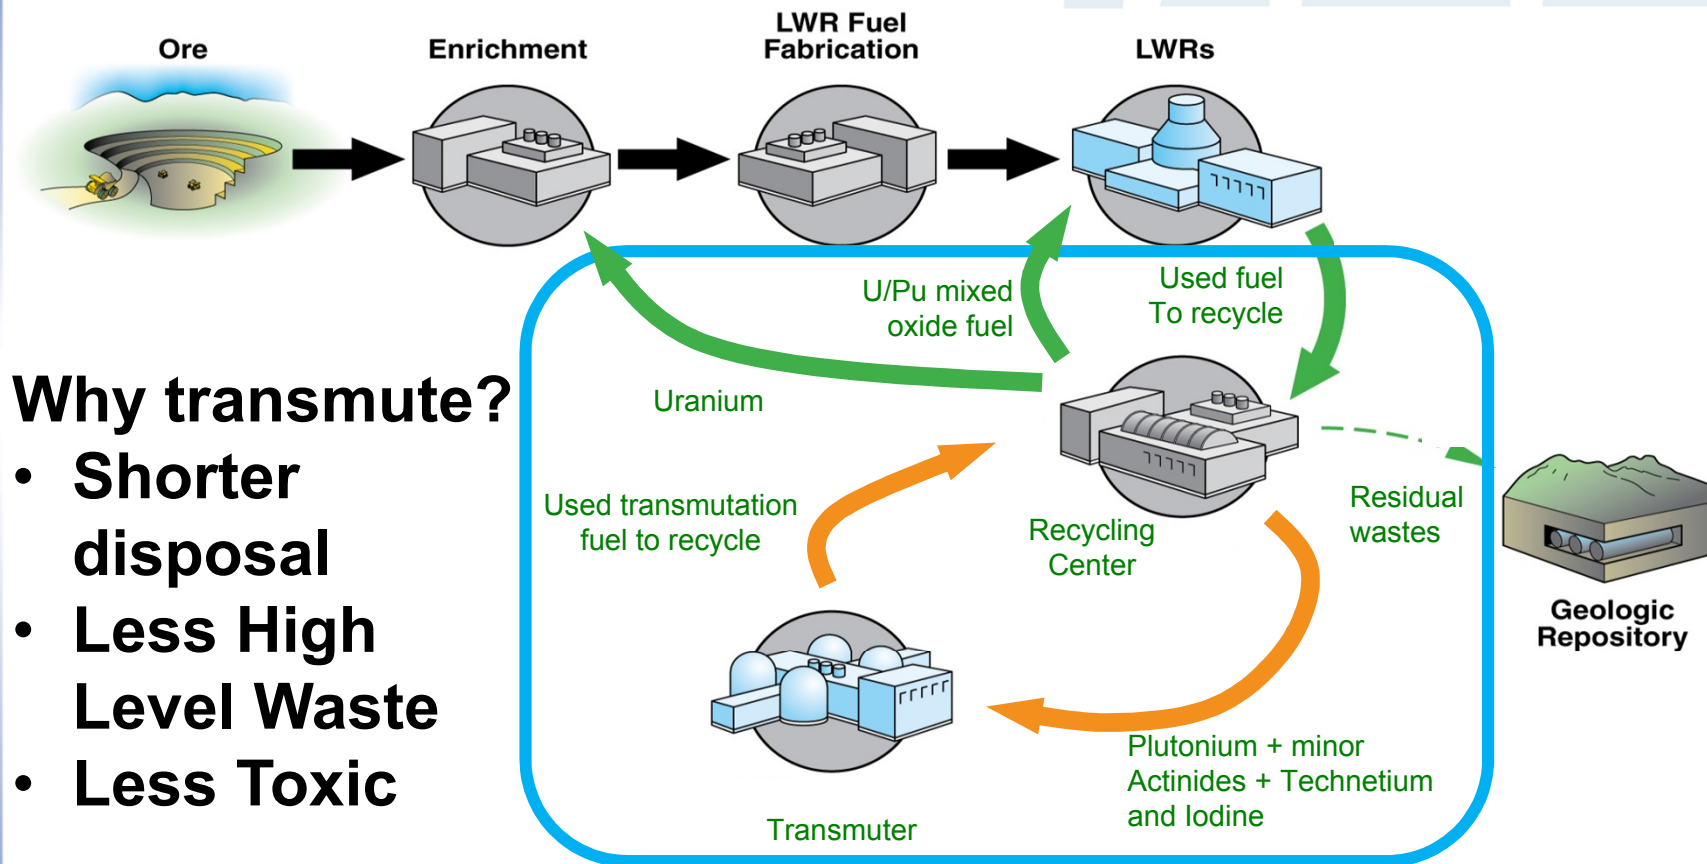 Ore
Enrichment
LWR Fuel
Fabrication
LWRs
U/Pu mixed
oxide fuel
Used fuel
To recycle
Uranium
Why transmute?
• Shorter
disposal
• Less High
Level Waste
• Less Toxic
Used transmutation
fuel to recycle
Recycling
Center
Residual
wastes
Geologic
Repository
Plutonium + minor
Actinides + Technetium
and Iodine
Transmuter